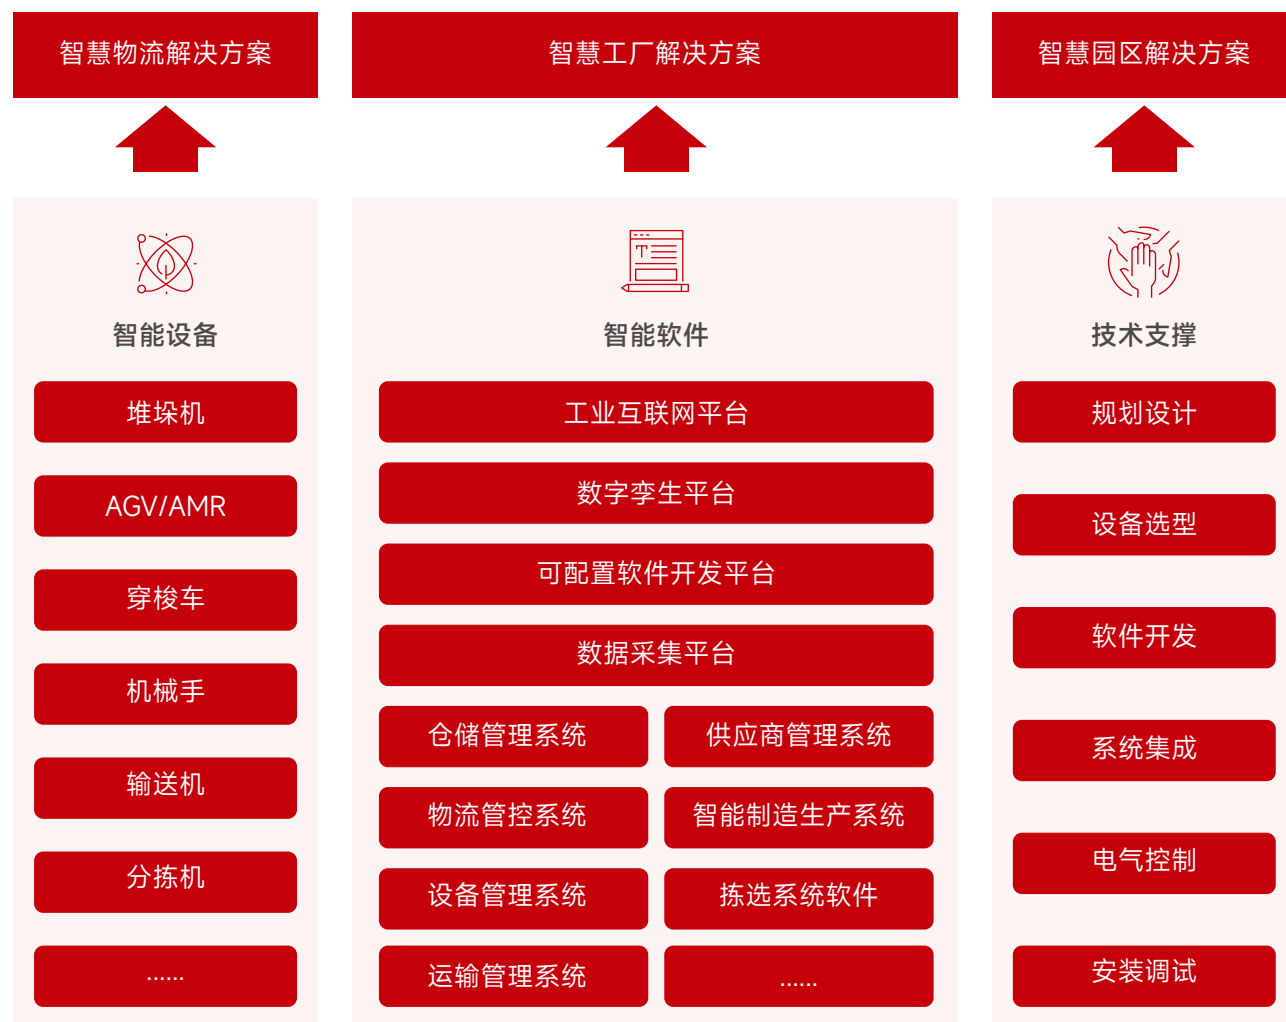 智慧物流解决方案
智慧工厂解决方案
智慧园区解决方案
智能设备
堆垛机
AGV/AMR
穿梭车
机械手
输送机
分拣机
......
智能软件
工业互联网平台
数字孪生平台
可配置软件开发平台
数据采集平台
仓储管理系统
供应商管理系统
物流管控系统
智能制造生产系统
设备管理系统
拣选系统软件
运输管理系统
......
技术支撑
规划设计
设备选型
软件开发
系统集成
电气控制
安装调试